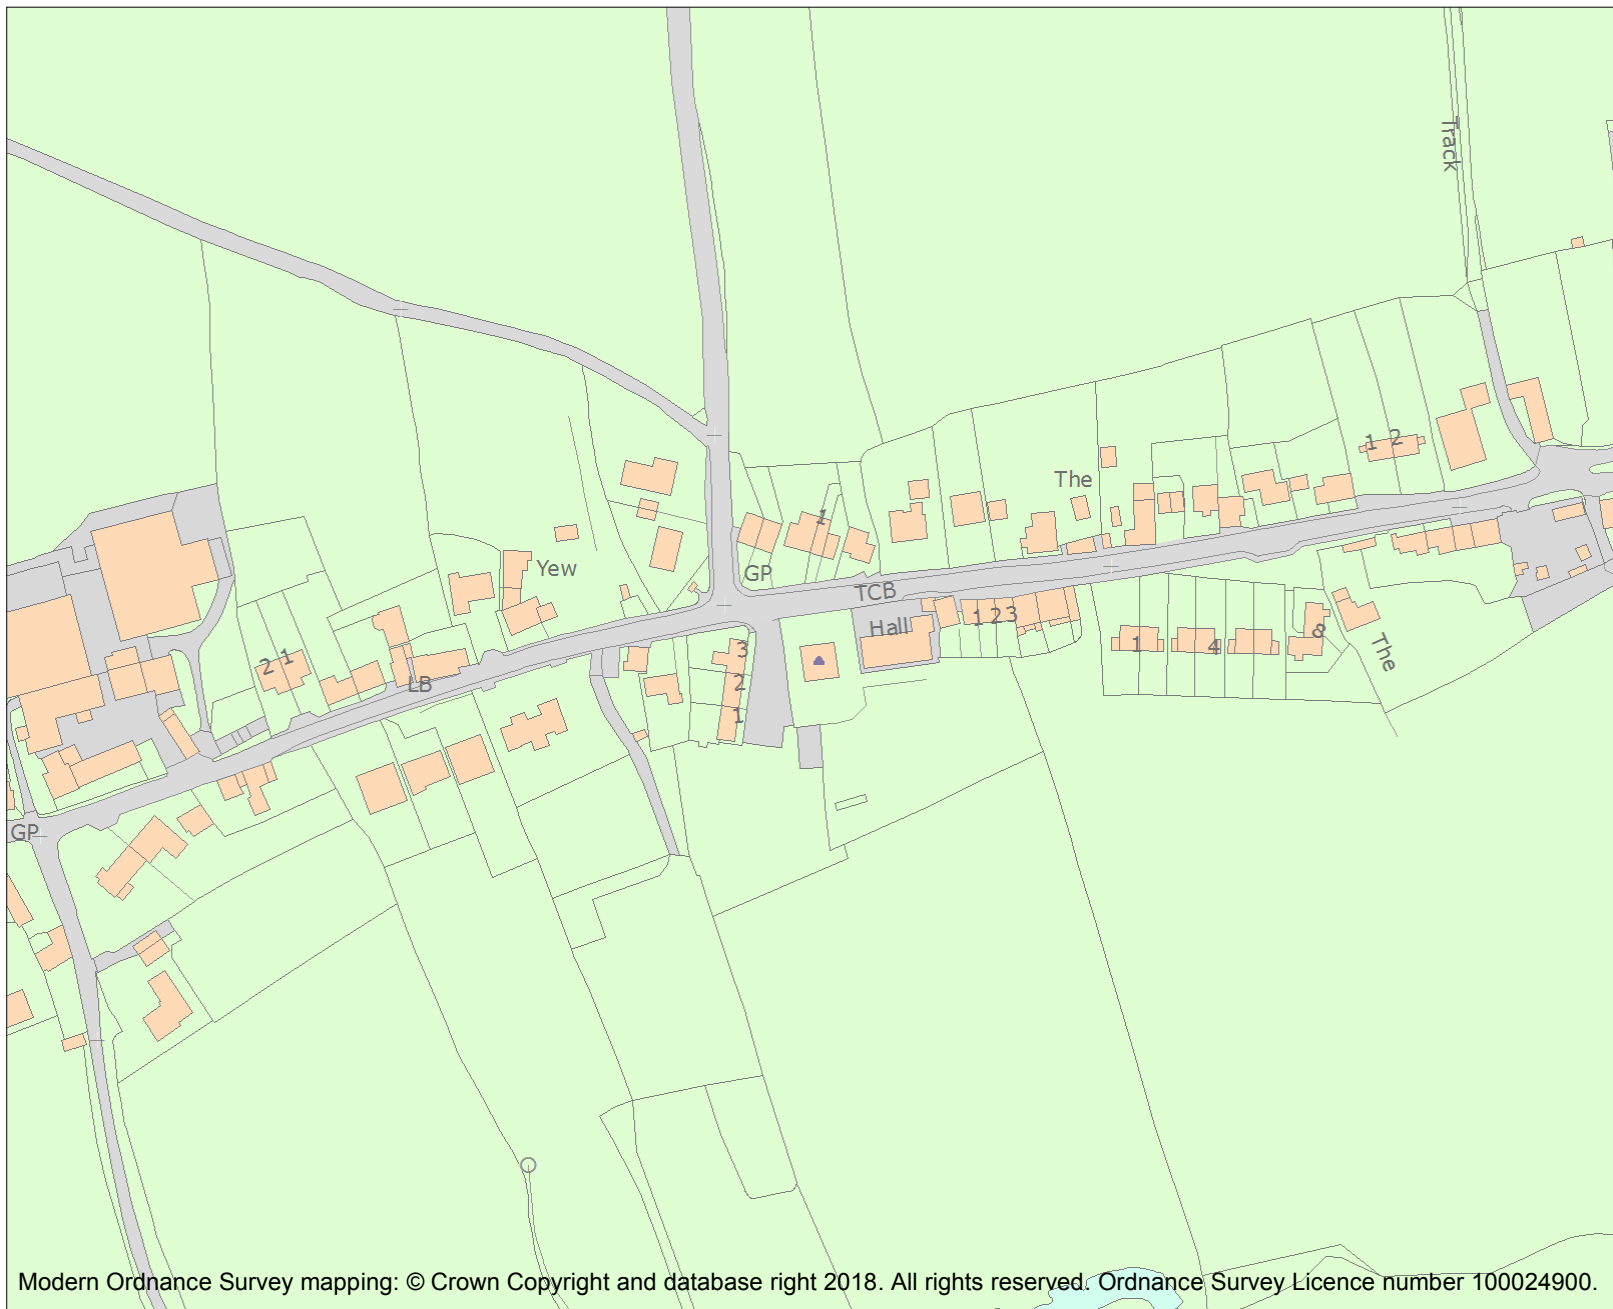 Track
1 2
The
1
Yew
GP
TCB
1 2 3
Hall
8
1
4
The
3
2
1
2 1
LB
GP
Modern Ordnance Survey mapping: © Crown Copyright and database right 2018. All rights reserved. Ordnance Survey Licence number 100024900.